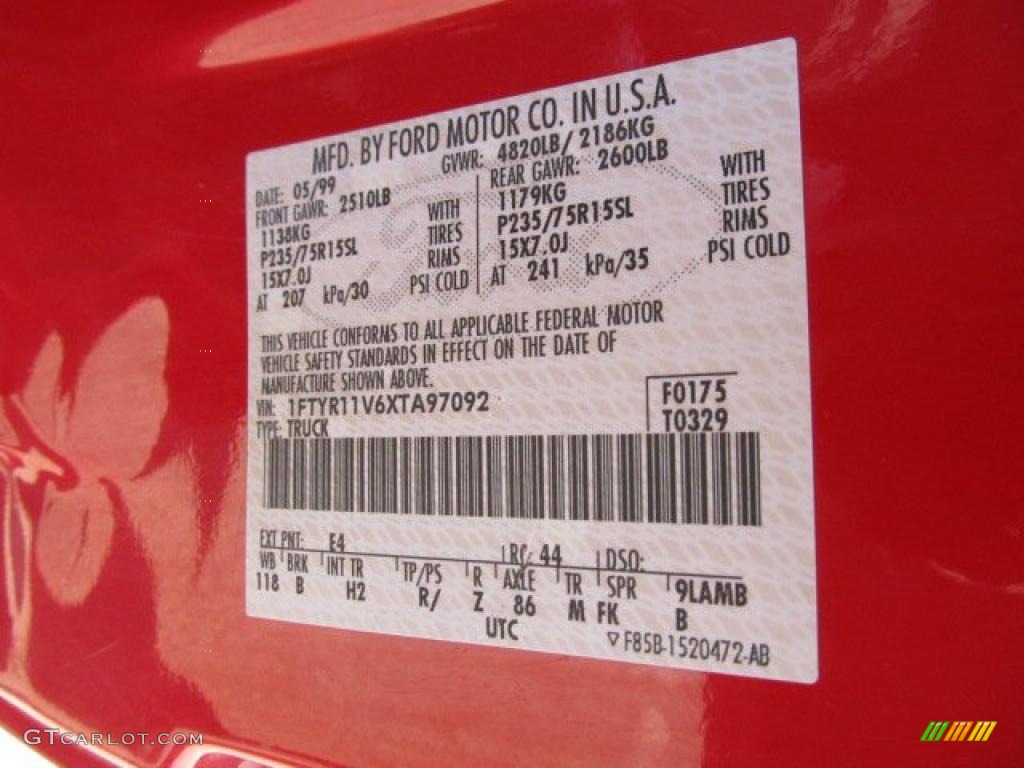 MFD. BY FORD MOTOR CO. IN U.S.A.
DATE: 05/99 GVWR: 4820LB/ 2186KG
FRONT GAWR: 2510LB REAR GAWR: 2600LB
1138KG WITH 1179KG WITH
P235/75R15SL TIRES P235/75R15SL TIRES
15X7.0J RIMS 15X7.0J RIMS
AT 207 kPa/30 PSI COLD AT 241 kPa/35 PSI COLD
THIS VEHICLE CONFORMS TO ALL APPLICABLE FEDERAL MOTOR
VEHICLE SAFETY STANDARDS IN EFFECT ON THE DATE OF
MANUFACTURE SHOWN ABOVE.
VIN: 1FTYR11V6XTA97092 F0175
TYPE: TRUCK T0329
EXT PNT: E4 RC: 44 DSO:
WB BRK INT TR TP/PS R AXLE TR SPR 9LAMB
118 B H2 R/ Z 86 M FK B
UTC
▽F85B-1520472-AB
GTCARLOT.COM